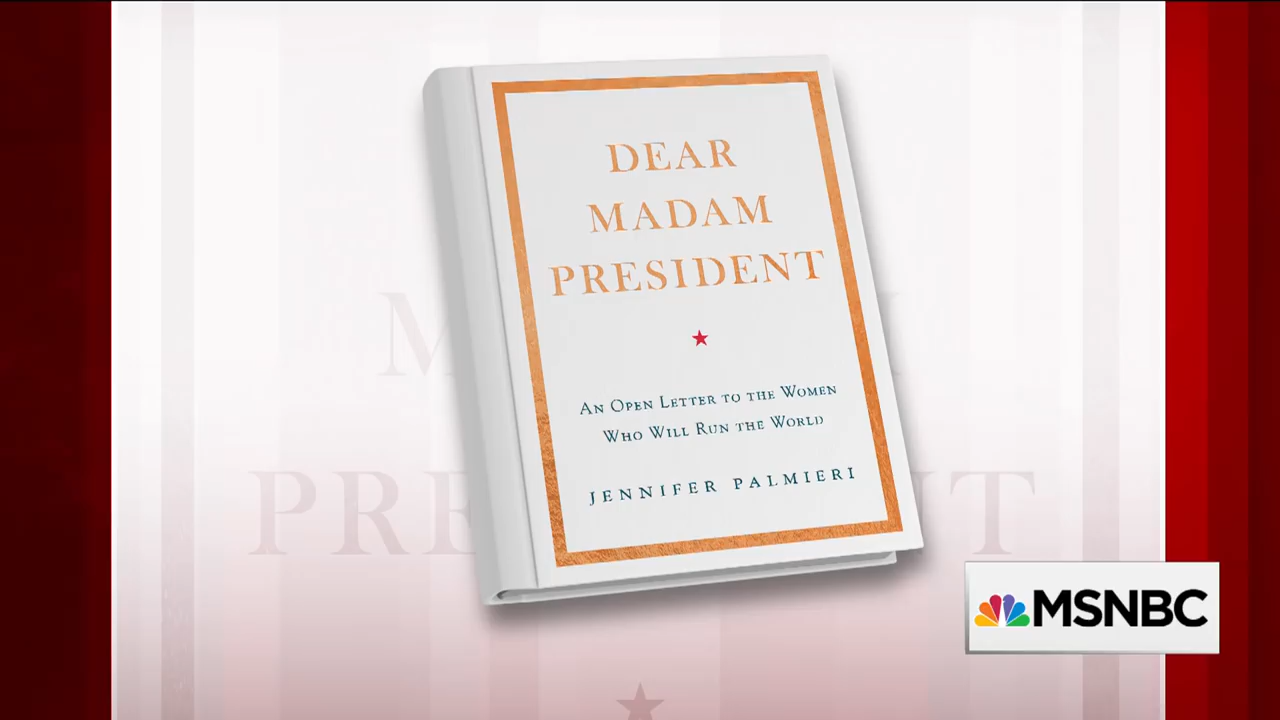 DEAR
MADAM
PRESIDENT
AN OPEN LETTER TO THE WOMEN
WHO WILL RUN THE WORLD
JENNIFER PALMIERI
MSNBC